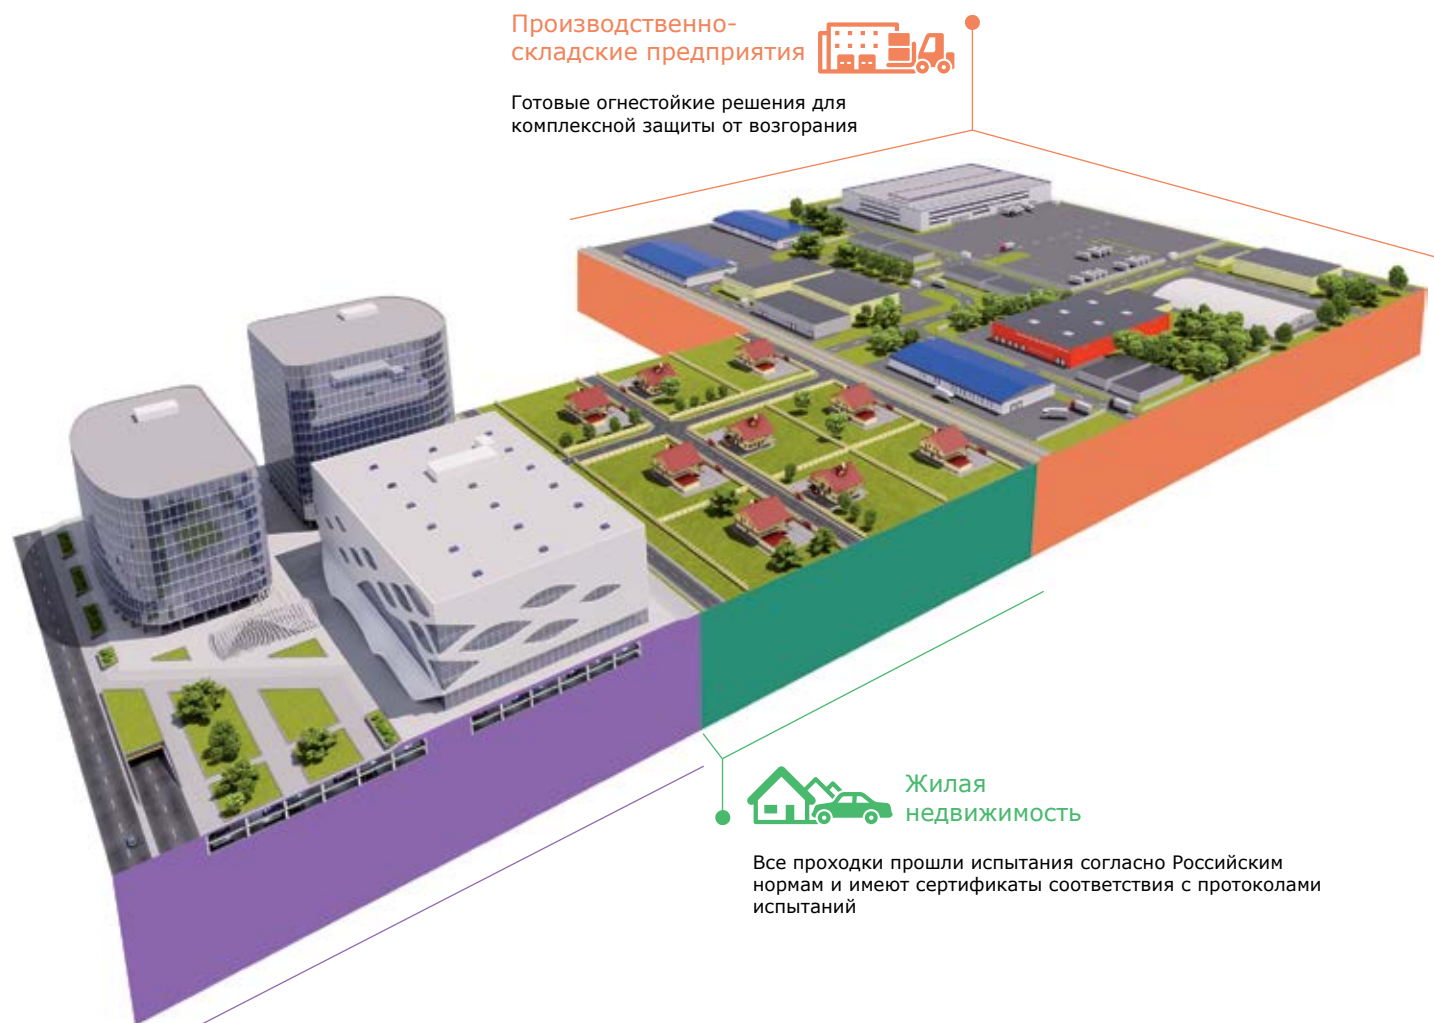 Производственно-
складские предприятия
Готовые огнестойкие решения для
комплексной защиты от возгорания
Жилая
недвижимость
Все проходки прошли испытания согласно Российским
нормам и имеют сертификаты соответствия с протоколами
испытаний